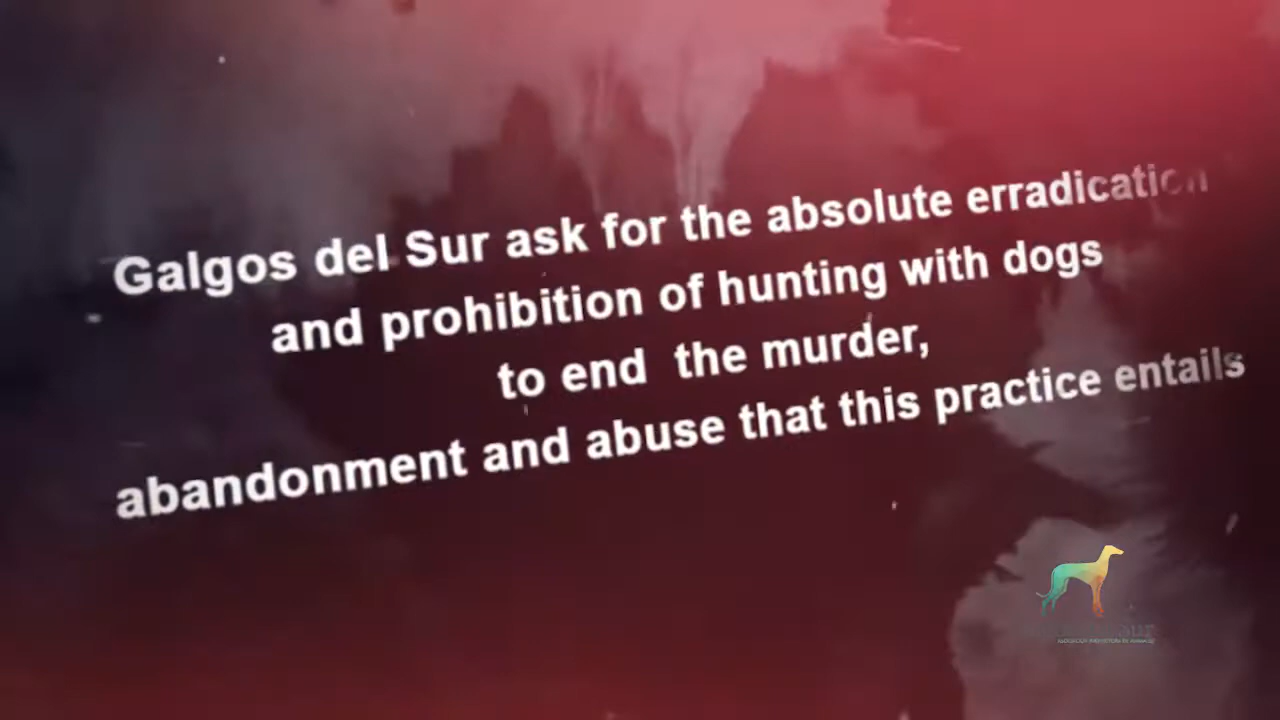 Galgos del Sur ask for the absolute erradication
and prohibition of hunting with dogs
to end the murder,
abandonment and abuse that this practice entails
Sur